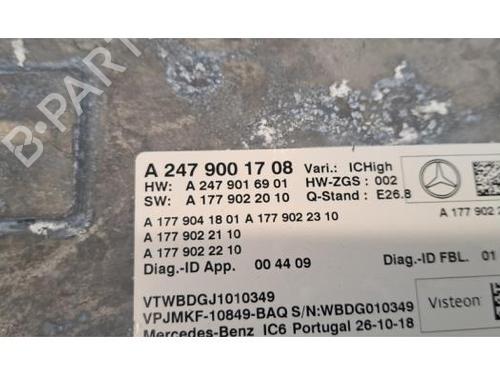 A 247 900 17 08 Vari.: ICHigh
HW: A 247 901 69 01 HW-ZGS : 002
SW: A 177 902 20 10 Q-Stand : E26.8
A 177 904 18 01 A 177 902 23 10 A 177 902
A 177 902 21 10
A 177 902 22 10
Diag.-ID App. 00 44 09 Diag.-ID FBL. 01
VTWBDGJ1010349
VPJMKF-10849-BAQ S/N:WBDG010349 Visteon
Mercedes-Benz IC6 Portugal 26-10-18